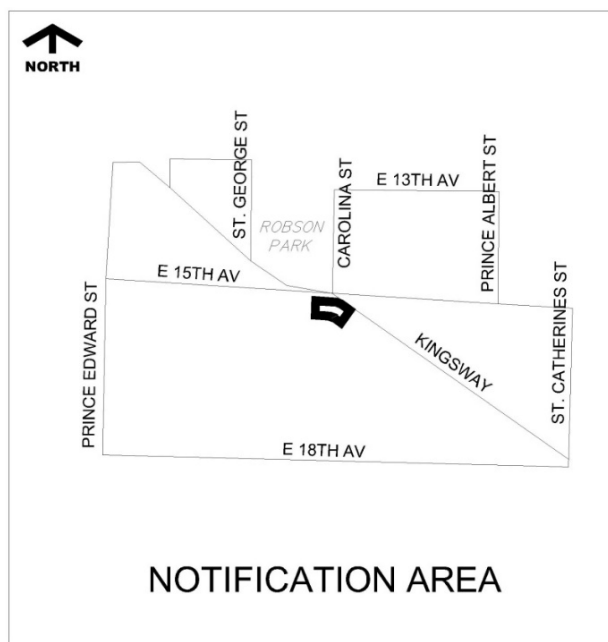 NORTH
ST. GEORGE ST
CAROLINA ST
E 13TH AV
PRINCE ALBERT ST
ROBSON
PARK
E 15TH AV
PRINCE EDWARD ST
KINGSWAY
ST. CATHERINES ST
E 18TH AV
NOTIFICATION AREA